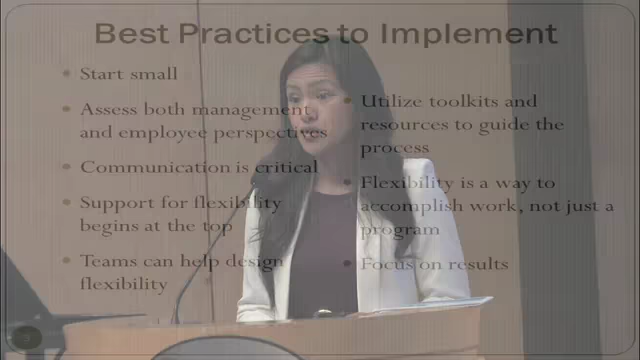 Best Practices to Implement
Start small
Assess both management
and employee perspectives
Communication is critical
Support for flexibility
begins at the top
Teams can help design
flexibility
Utilize toolkits and
resources to guide the
process
Flexibility is a way to
accomplish work, not just a
program
Focus on results